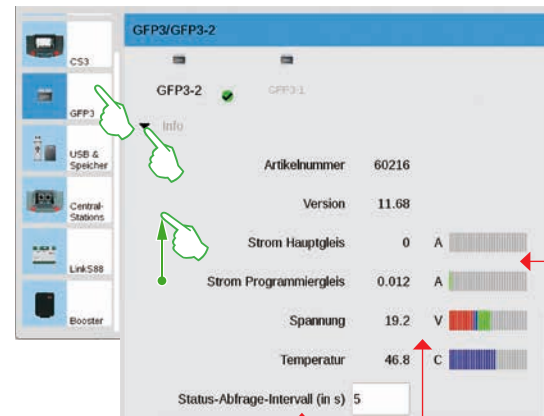 GFP3/GFP3-2
CS3
GFP3
USB &
Speicher
Central-
Stations
LinkS88
Booster
GFP3-2 GFP3-1
Info
Artikelnummer 60216
Version 11.68
Strom Hauptgleis 0 A
Strom Programmiergleis 0.012 A
Spannung 19.2 V
Temperatur 46.8 C
Status-Abfrage-Intervall (in s) 5